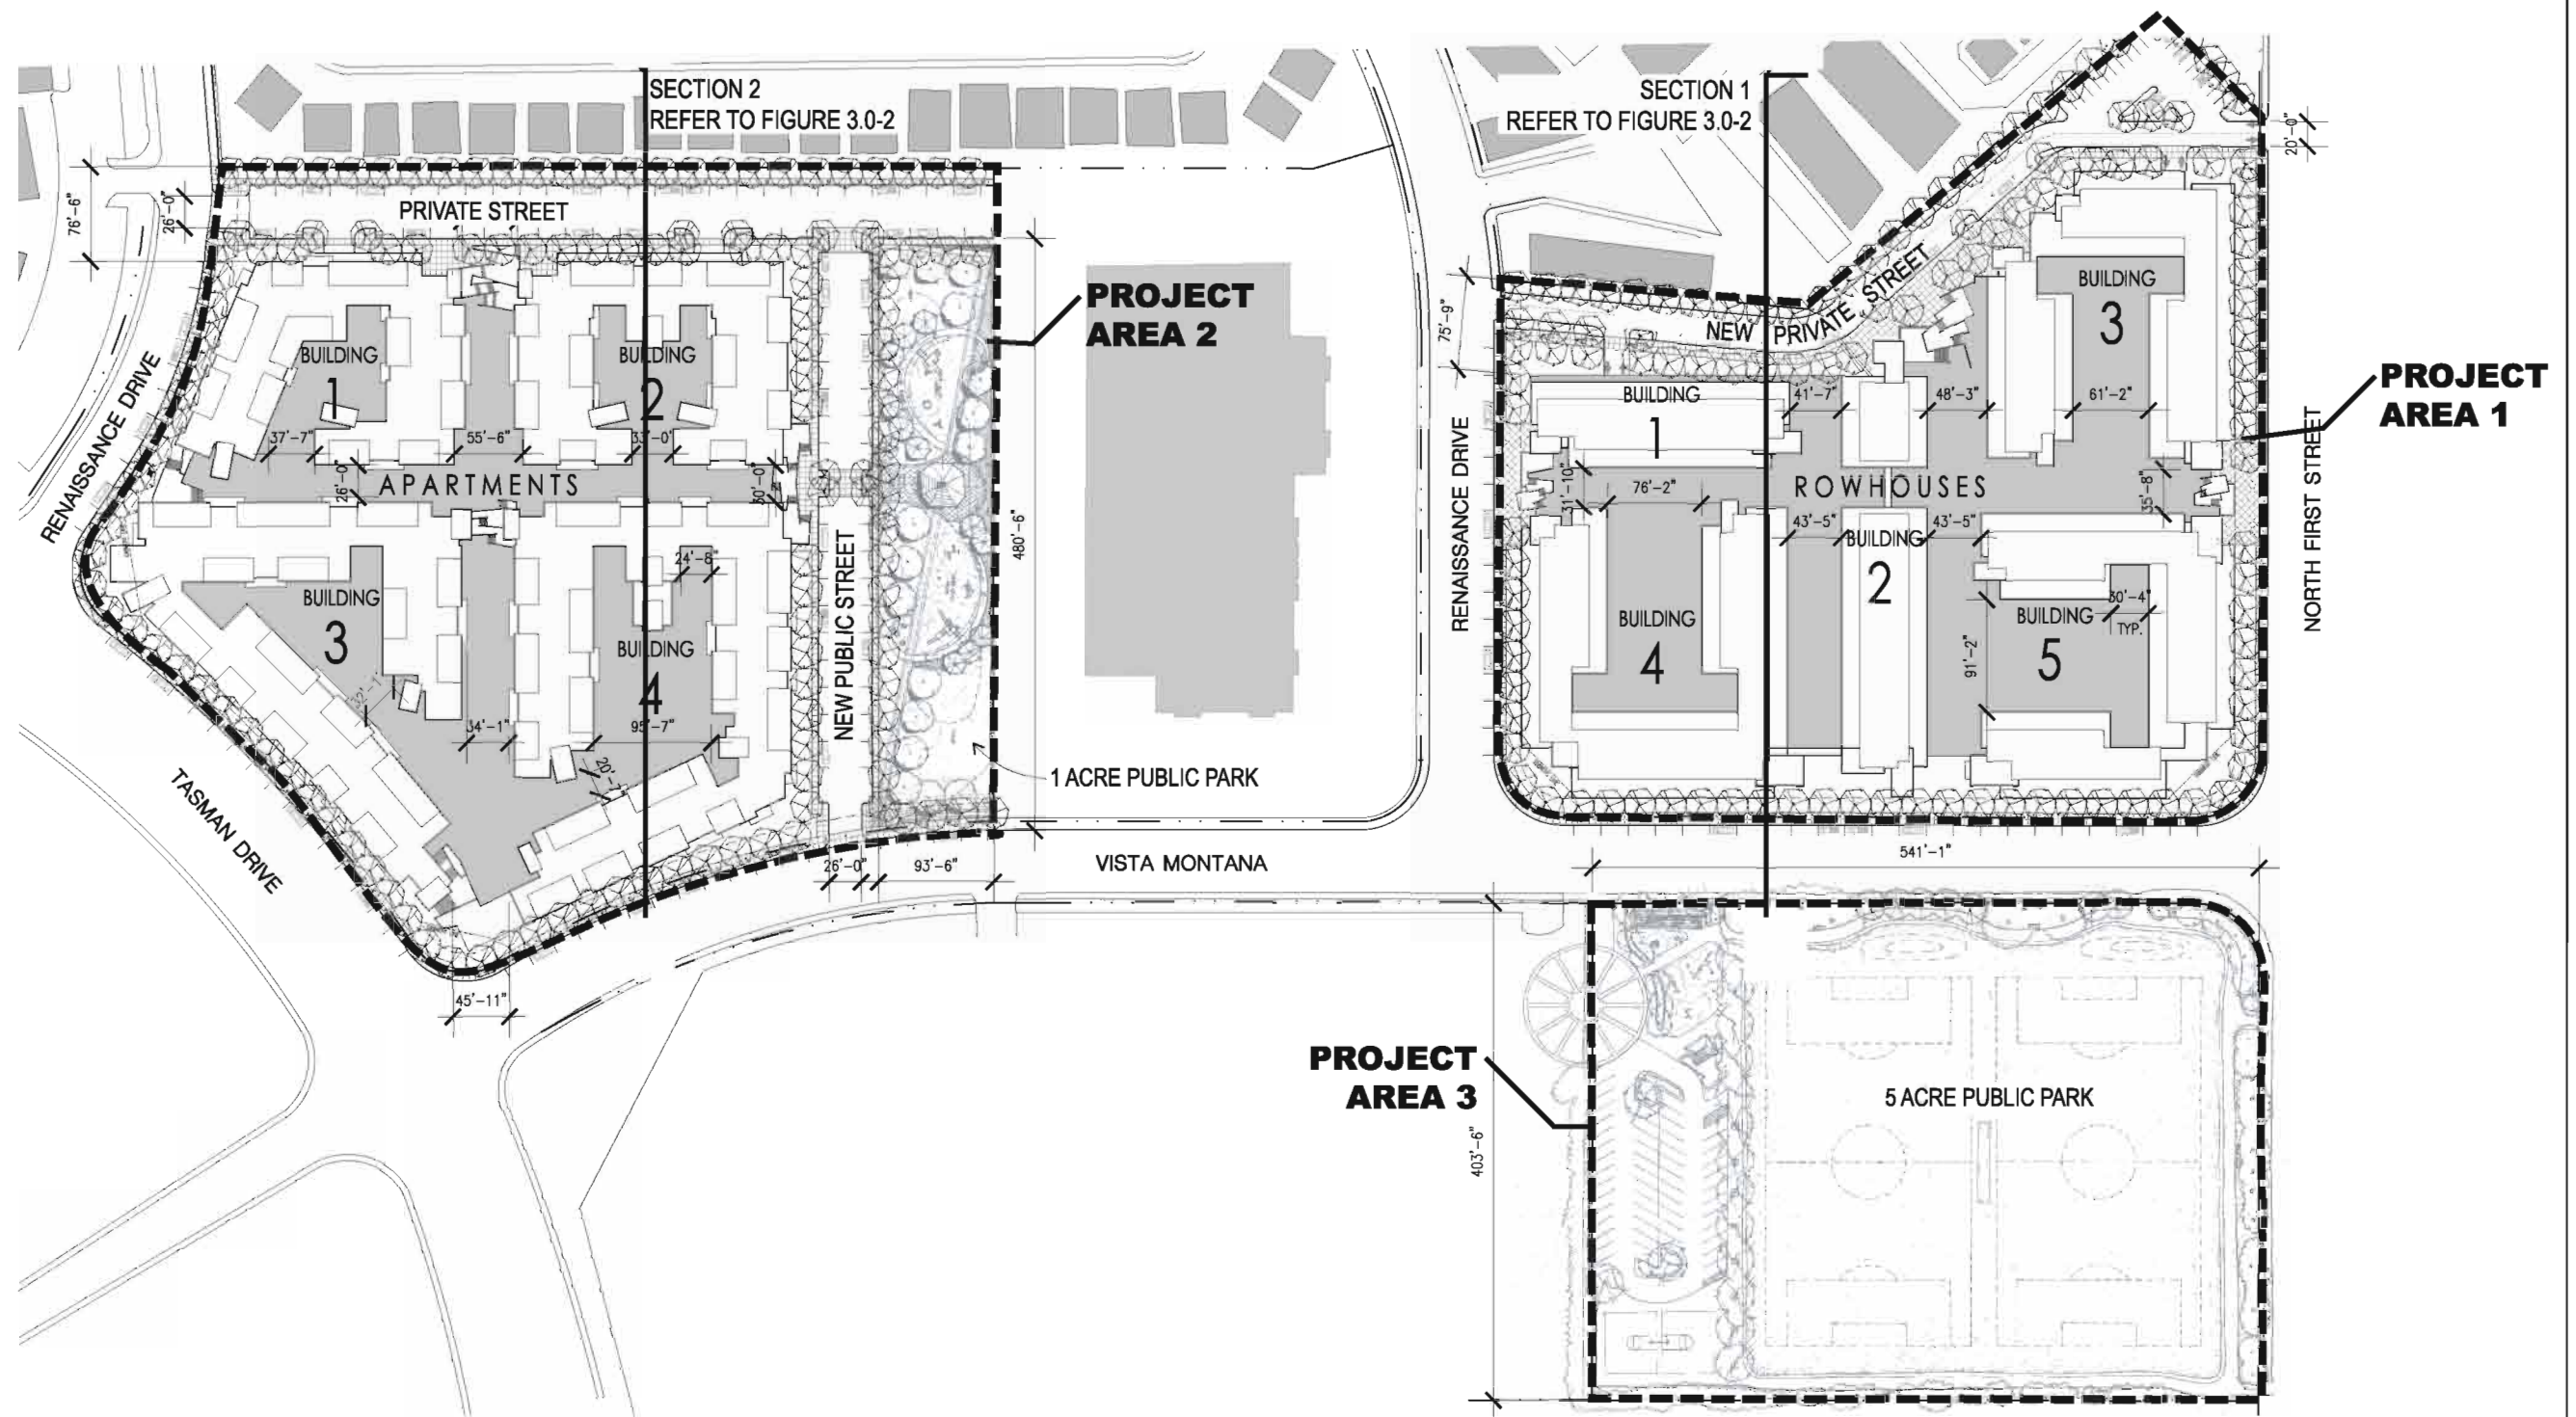 SECTION 2
REFER TO FIGURE 3.0-2
SECTION 1
REFER TO FIGURE 3.0-2
20'-0"
76'-6"
26'-0"
PRIVATE STREET
PROJECT
AREA 2
75'-9"
NEW PRIVATE STREET
BUILDING
3
PROJECT
AREA 1
BUILDING
1
BUILDING
2
37'-7"
55'-6"
33'-0"
26'-0"
APARTMENTS
30'-0"
RENAISSANCE DRIVE
480'-6"
RENAISSANCE DRIVE
BUILDING
1
41'-7"
48'-3"
61'-2"
NORTH FIRST STREET
31'-10"
76'-2"
ROWHOUSES
35'-8"
43'-5"
43'-5"
BUILDING
2
BUILDING
3
24'-8"
BUILDING
4
32'-1"
34'-1"
95'-7"
NEW PUBLIC STREET
BUILDING
4
91'-2"
BUILDING
5
30'-4"
TYP.
1 ACRE PUBLIC PARK
TASMAN DRIVE
26'-0"
93'-6"
VISTA MONTANA
541'-1"
45'-11"
PROJECT
AREA 3
403'-6"
5 ACRE PUBLIC PARK